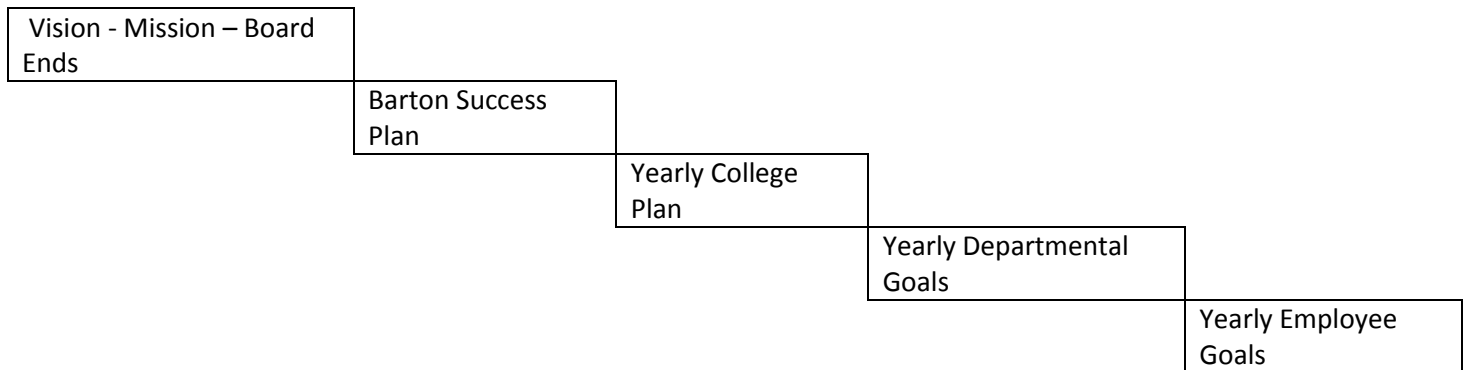 Vision - Mission – Board
Ends
Barton Success
Plan
Yearly College
Plan
Yearly Departmental
Goals
Yearly Employee
Goals